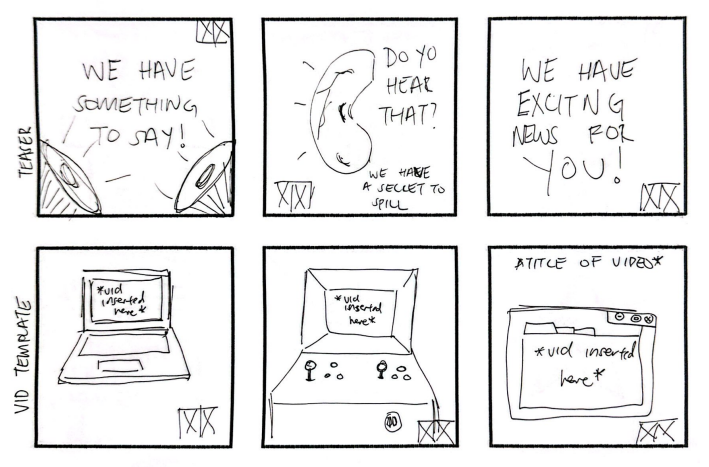 TEASER
WE HAVE
SOMETHING
TO SAY!
DO YO
HEAR
THAT?
WE HAVE
A SECRET TO
SPILL
WE HAVE
EXCITNG
NEWS FOR
YOU!
VID TEMPLATE
*vid
inserted
here*
*vid
inserted
here*
*TITLE OF VIDEO*
*vid inserted
here*